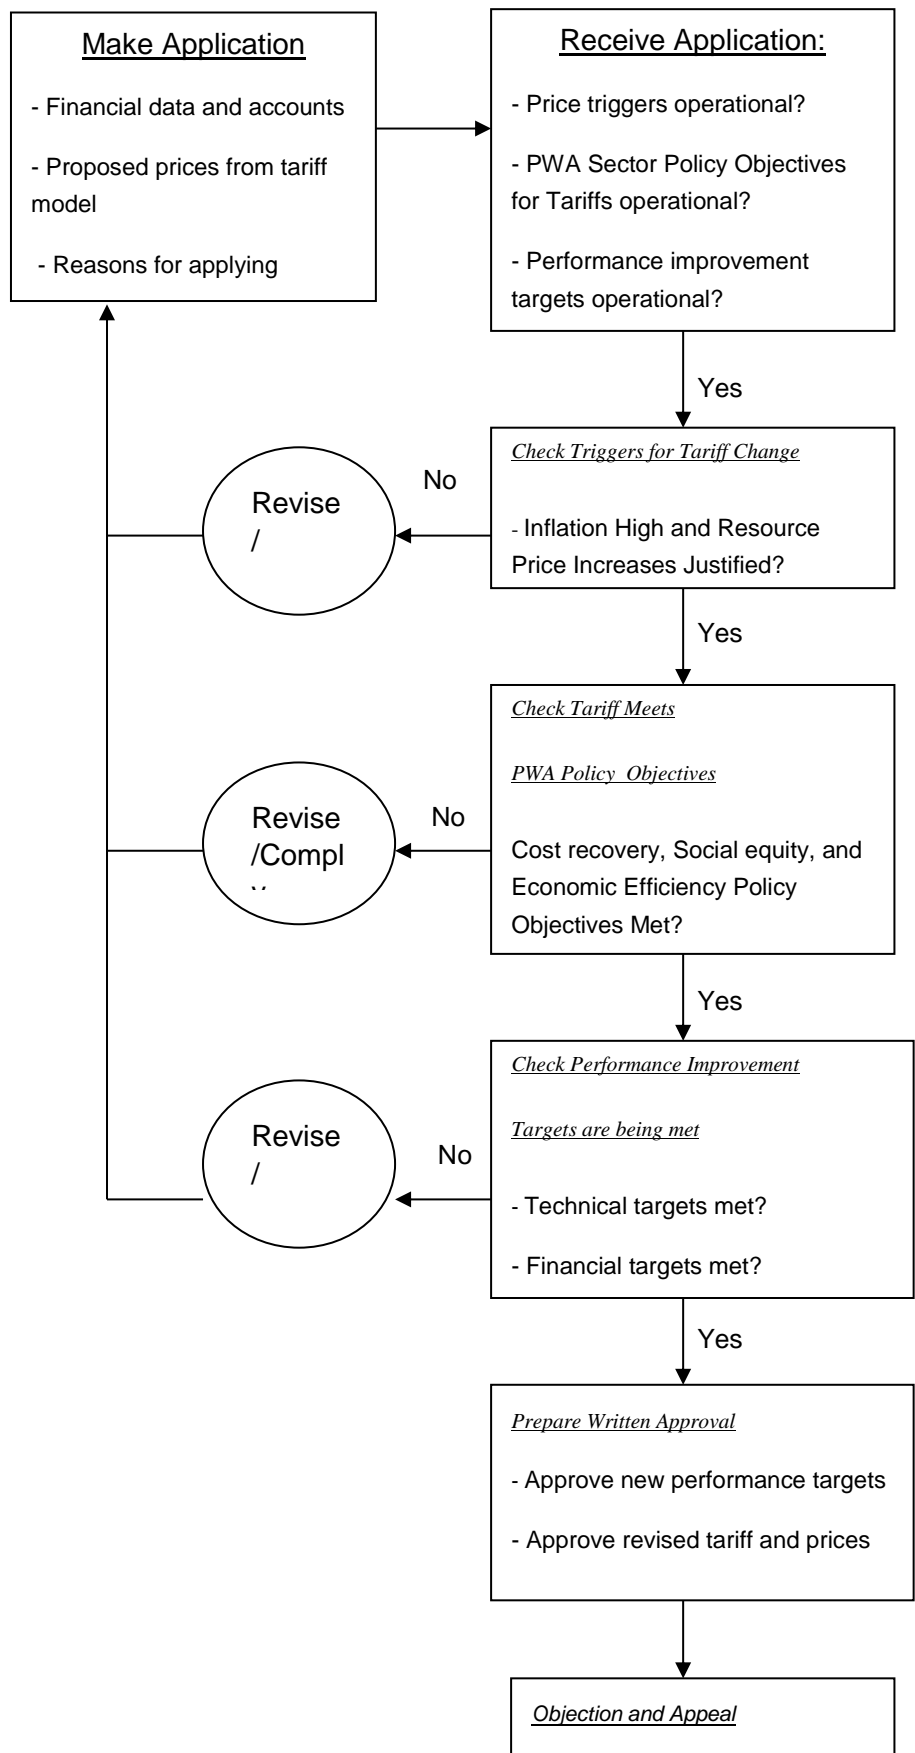 Make Application
- Financial data and accounts
- Proposed prices from tariff
model
- Reasons for applying
Receive Application:
- Price triggers operational?
- PWA Sector Policy Objectives
for Tariffs operational?
- Performance improvement
targets operational?
Yes
Check Triggers for Tariff Change
- Inflation High and Resource
Price Increases Justified?
No
Revise
/
Yes
Check Tariff Meets
PWA Policy Objectives
Cost recovery, Social equity, and
Economic Efficiency Policy
Objectives Met?
No
Revise
/Compl
Yes
Check Performance Improvement
Targets are being met
- Technical targets met?
- Financial targets met?
No
Revise
/
Yes
Prepare Written Approval
- Approve new performance targets
- Approve revised tariff and prices
Objection and Appeal